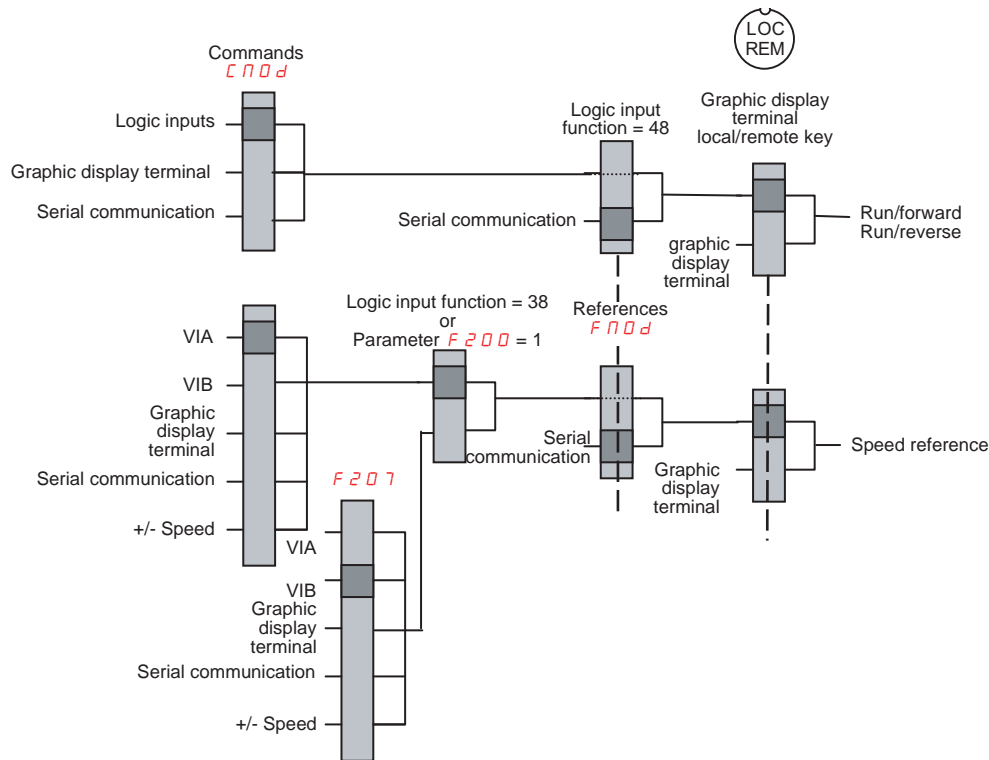 LOC
REM
Commands
CMOd
Logic inputs
Graphic display terminal
Serial communication
Logic input
function = 48
Serial communication
Graphic display
terminal
local/remote key
graphic
display
terminal
Run/forward
Run/reverse
VIA
VIB
Graphic
display
terminal
Serial communication
+/- Speed
Logic input function = 38
or
Parameter F200 = 1
References
FMOd
Serial
communication
Graphic
display
terminal
Speed reference
F207
VIA
VIB
Graphic
display
terminal
Serial communication
+/- Speed